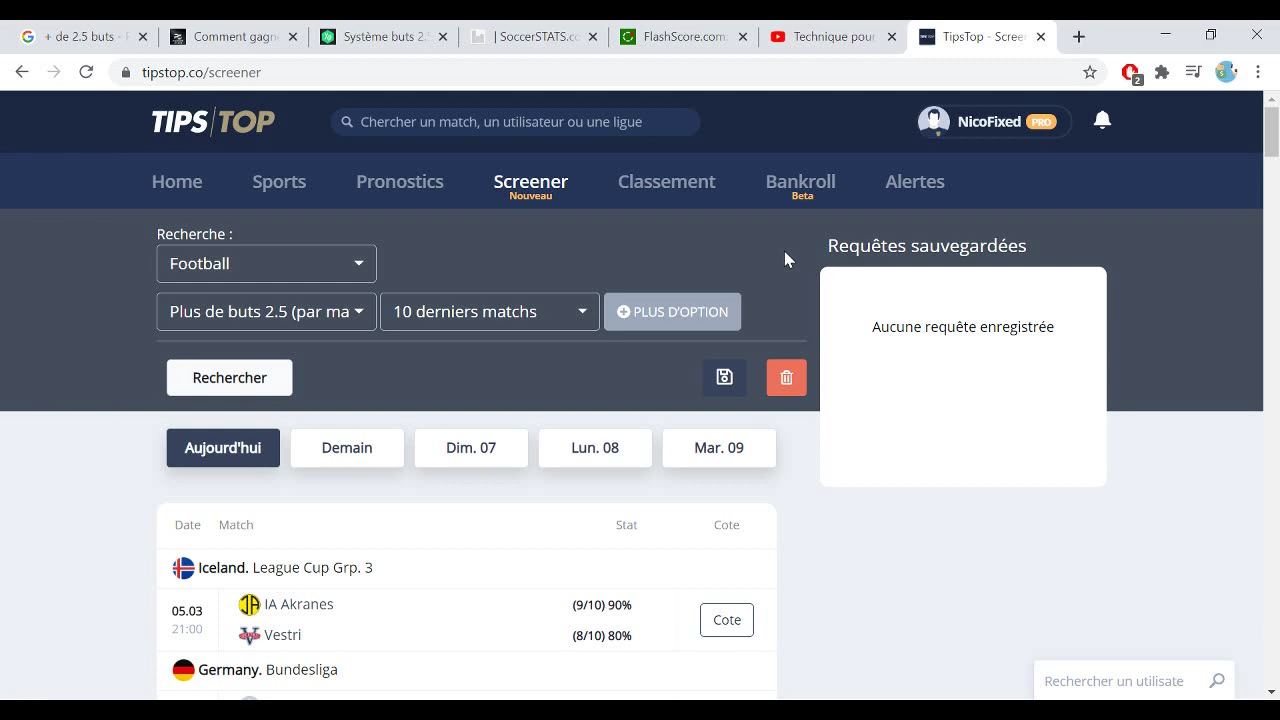 + de 2.5 buts -
Comment gagn
Système buts 2.
| SoccerSTATS.co
FlashScore.com
Technique pour
TipsTop - Scree
tipstop.co/screener
2
TIPS TOP
Chercher un match, un utilisateur ou une ligue
NicoFixed PRO
Home
Sports
Pronostics
Screener
Nouveau
Classement
Bankroll
Beta
Alertes
Recherche :
Football
Plus de buts 2.5 (par ma
10 derniers matchs
PLUS D'OPTION
Rechercher
Requêtes sauvegardées
Aucune requête enregistrée
Aujourd'hui
Demain
Dim. 07
Lun. 08
Mar. 09
Date Match Stat Cote
Iceland. League Cup Grp. 3
05.03
21:00
IA Akranes (9/10) 90%
Vestri (8/10) 80%
Cote
Germany. Bundesliga
Rechercher un utilisate